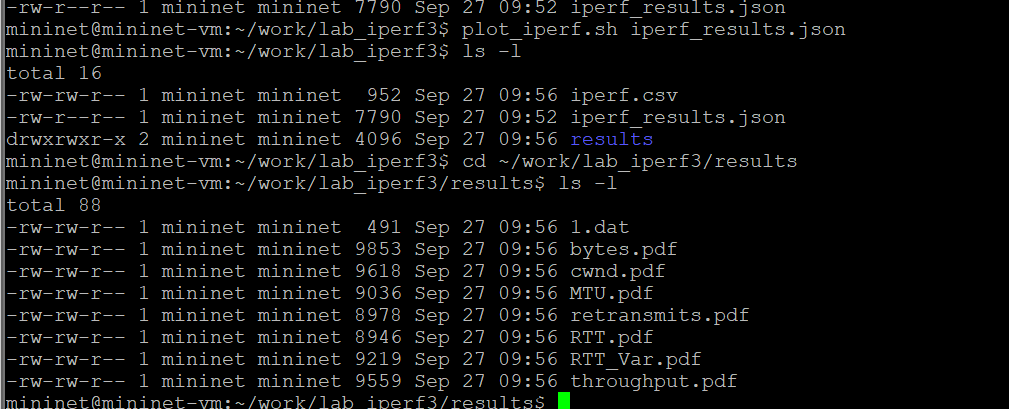 -rw-r--r-- 1 mininet mininet 7790 Sep 27 09:52 iperf_results.json
mininet@mininet-vm:~/work/lab_iperf3$ plot_iperf.sh iperf_results.json
mininet@mininet-vm:~/work/lab_iperf3$ ls -l
total 16
-rw-rw-r-- 1 mininet mininet  952 Sep 27 09:56 iperf.csv
-rw-r--r-- 1 mininet mininet 7790 Sep 27 09:52 iperf_results.json
drwxrwxr-x 2 mininet mininet 4096 Sep 27 09:56 results
mininet@mininet-vm:~/work/lab_iperf3$ cd ~/work/lab_iperf3/results
mininet@mininet-vm:~/work/lab_iperf3/results$ ls -l
total 88
-rw-rw-r-- 1 mininet mininet  491 Sep 27 09:56 1.dat
-rw-rw-r-- 1 mininet mininet 9853 Sep 27 09:56 bytes.pdf
-rw-rw-r-- 1 mininet mininet 9618 Sep 27 09:56 cwnd.pdf
-rw-rw-r-- 1 mininet mininet 9036 Sep 27 09:56 MTU.pdf
-rw-rw-r-- 1 mininet mininet 8978 Sep 27 09:56 retransmits.pdf
-rw-rw-r-- 1 mininet mininet 8946 Sep 27 09:56 RTT.pdf
-rw-rw-r-- 1 mininet mininet 9219 Sep 27 09:56 RTT_Var.pdf
-rw-rw-r-- 1 mininet mininet 9559 Sep 27 09:56 throughput.pdf
mininet@mininet-vm:~/work/lab_iperf3/results$